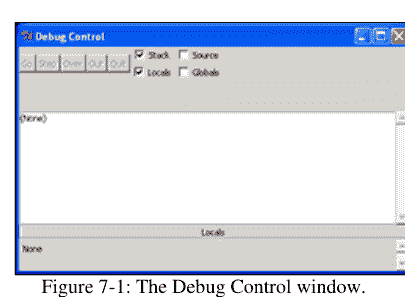 Debug Control
Go Step Over Out Quit
Stack Source
Locals Globals
(None)
Locals
None
Figure 7-1: The Debug Control window.